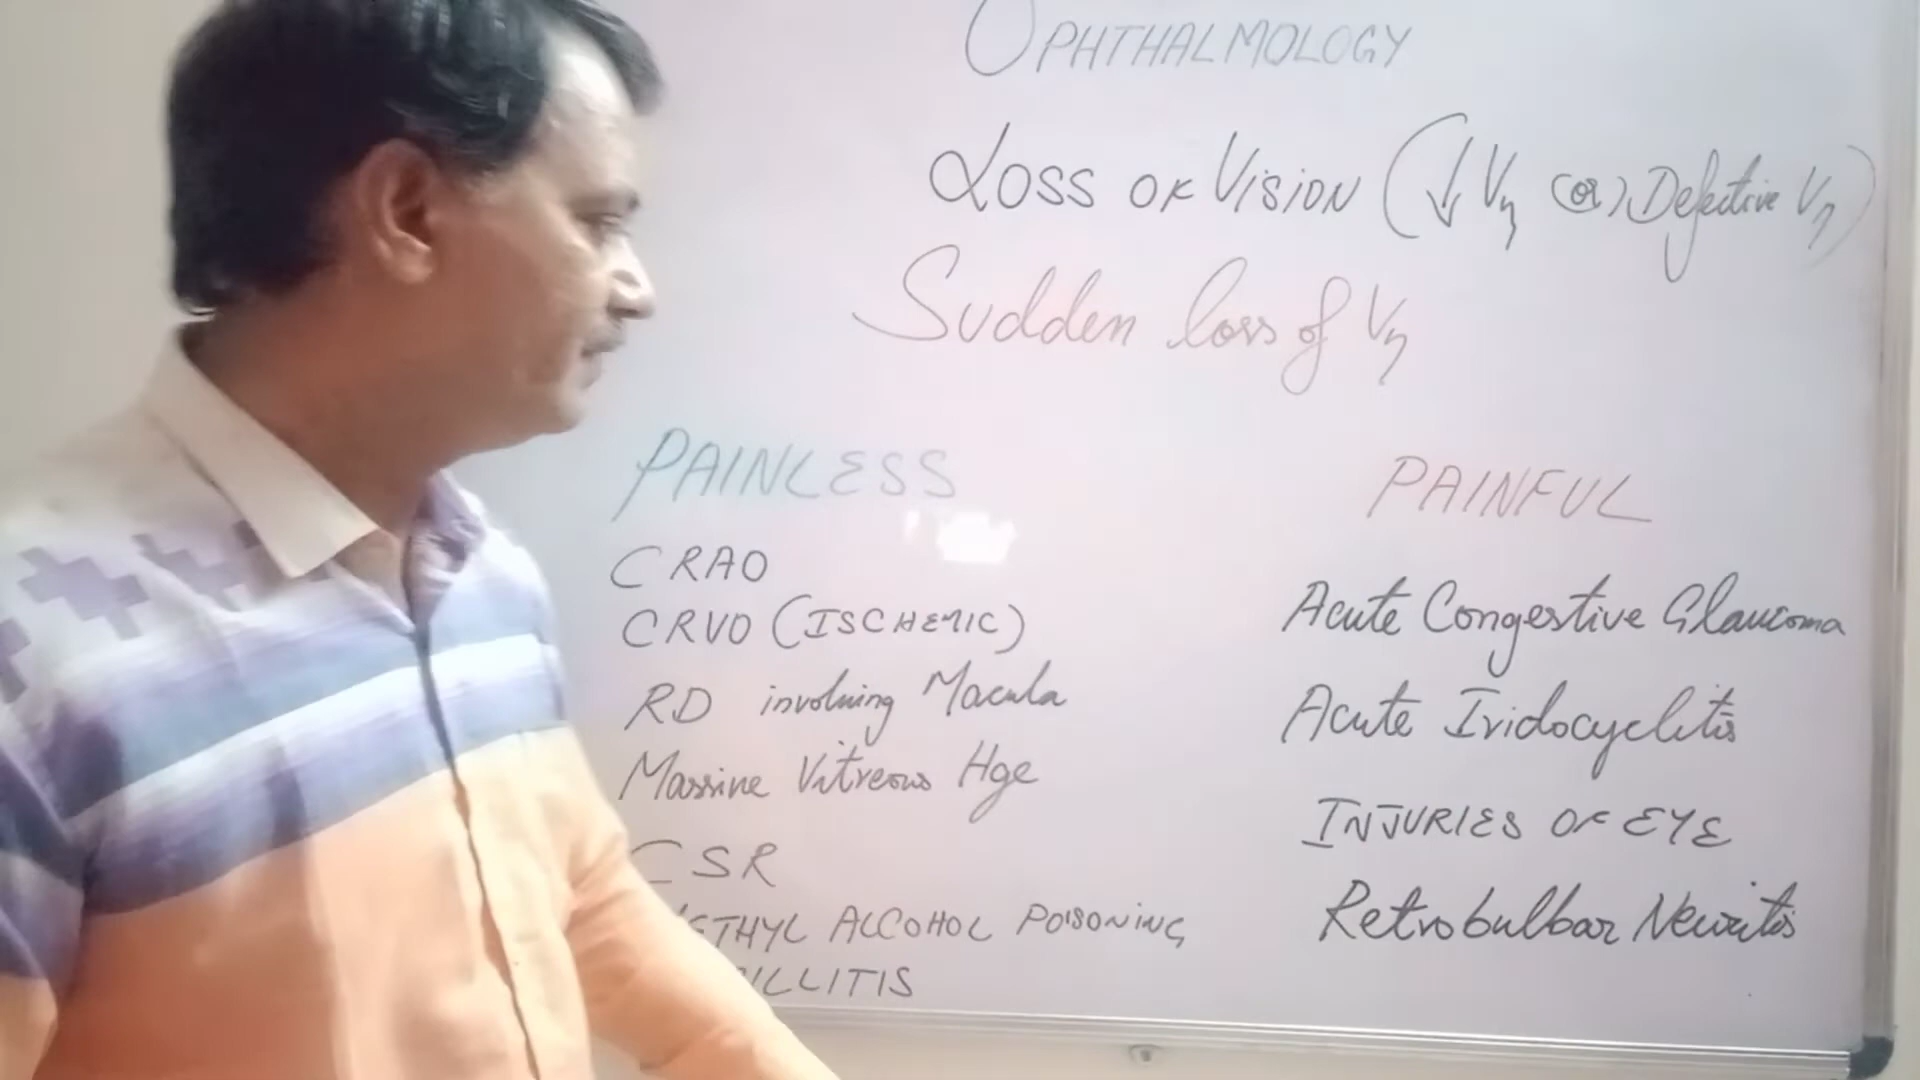 OPHTHALMOLOGY
LOSS OF VISION (↓ Vn (or) Defective Vn)
Sudden loss of Vn
PAINLESS
CRAO
CRVO (ISCHEMIC)
RD involving Macula
Massive Vitreous Hge
CSR
ETHYL ALCOHOL POISONING
ILLITIS
PAINFUL
Acute Congestive Glaucoma
Acute Iridocyclitis
INJURIES OF EYE
Retrobulbar Neuritis